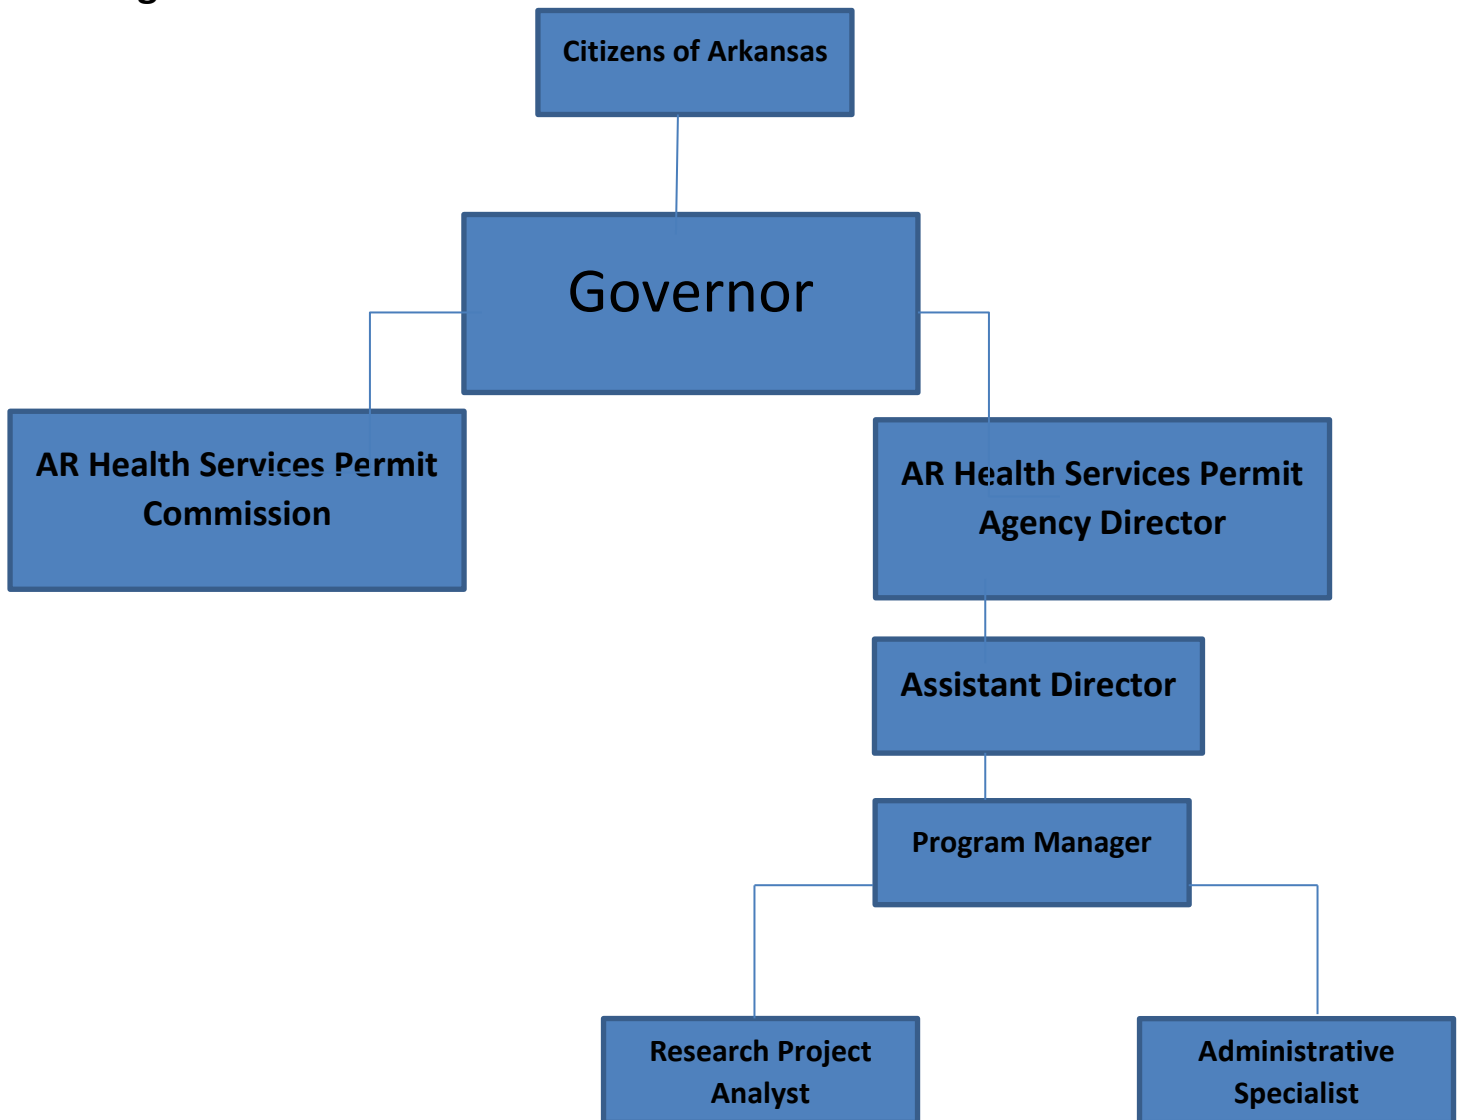 Citizens of Arkansas
Governor
AR Health Services Permit
Commission
AR Health Services Permit
Agency Director
Assistant Director
Program Manager
Research Project
Analyst
Administrative
Specialist